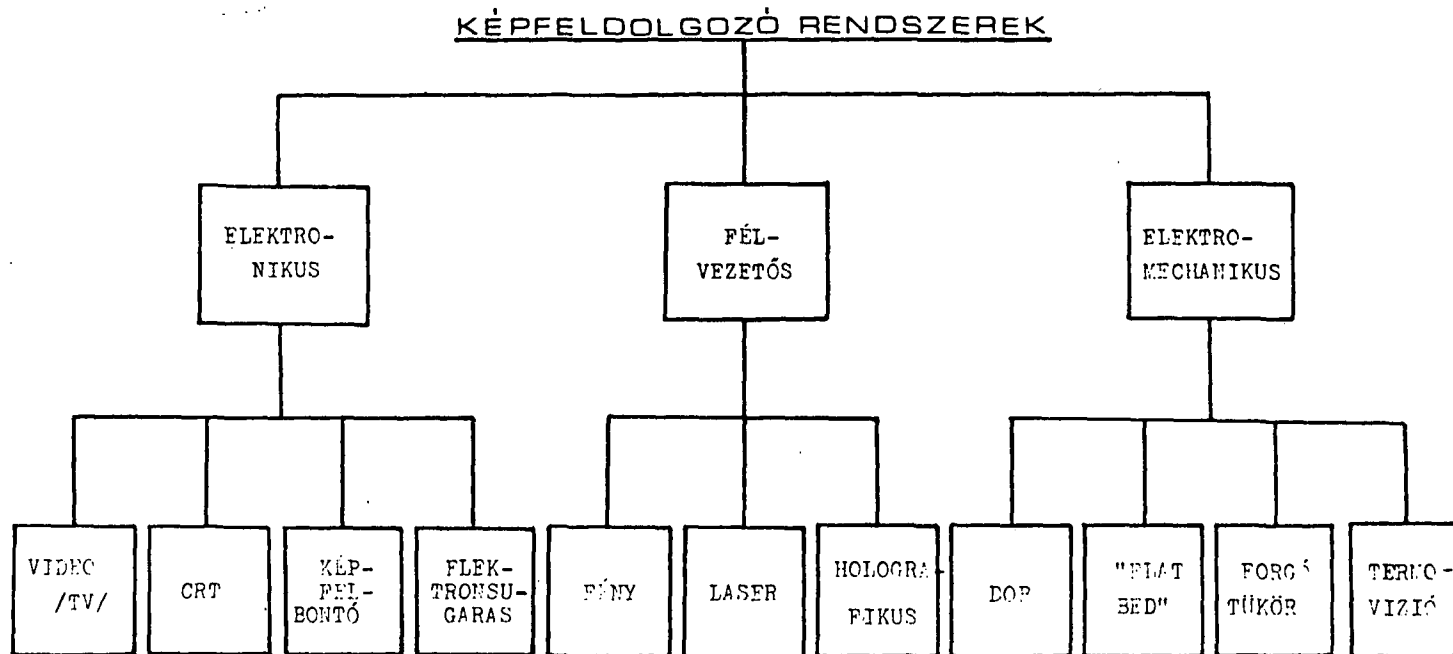 KÉPFELDOLGOZÓ RENDSZEREK
ELEKTRO-
NIKUS
FÉL-
VEZETŐS
ELEKTRO-
MECHANIKUS
VIDEO
/TV/
CRT
KÉP-
FEL-
BONTÓ
ELEK-
TRONSU-
GARAS
FÉNY
LASER
HOLOGRA-
FIKUS
DOB
"FLAT
BED"
FORGÓ
TÜKÖR
TERMO-
VIZIÓ